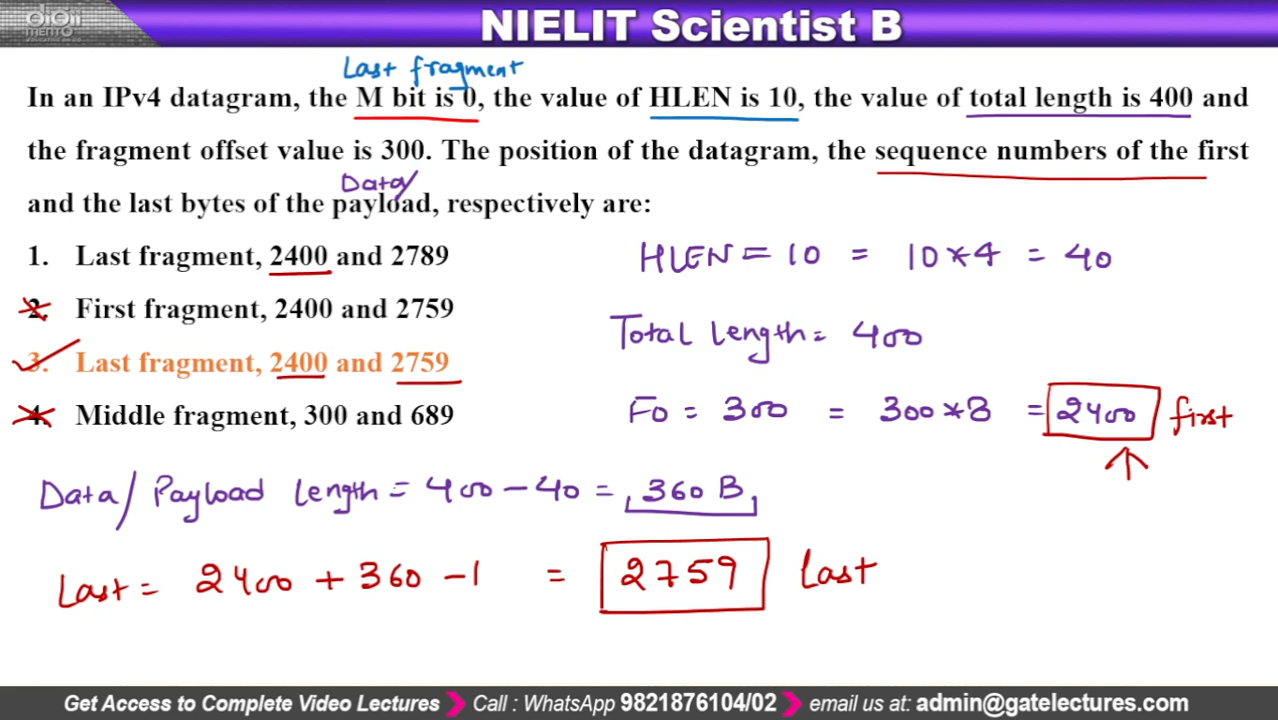 digii
MENTO
EDUCATION ON GO
NIELIT Scientist B
Last fragment
In an IPv4 datagram, the M bit is 0, the value of HLEN is 10, the value of total length is 400 and
the fragment offset value is 300. The position of the datagram, the sequence numbers of the first
Data/
and the last bytes of the payload, respectively are:
1. Last fragment, 2400 and 2789
2. First fragment, 2400 and 2759
3. Last fragment, 2400 and 2759
4. Middle fragment, 300 and 689
HLEN = 10 = 10*4 = 40
Total length = 400
FO = 300 = 300*8 = 2400 first
Data/Payload length = 400 - 40 = 360 B
Last = 2400 + 360 - 1 = 2759 Last
Get Access to Complete Video Lectures Call : WhatsApp 9821876104/02 email us at: admin@gatelectures.com